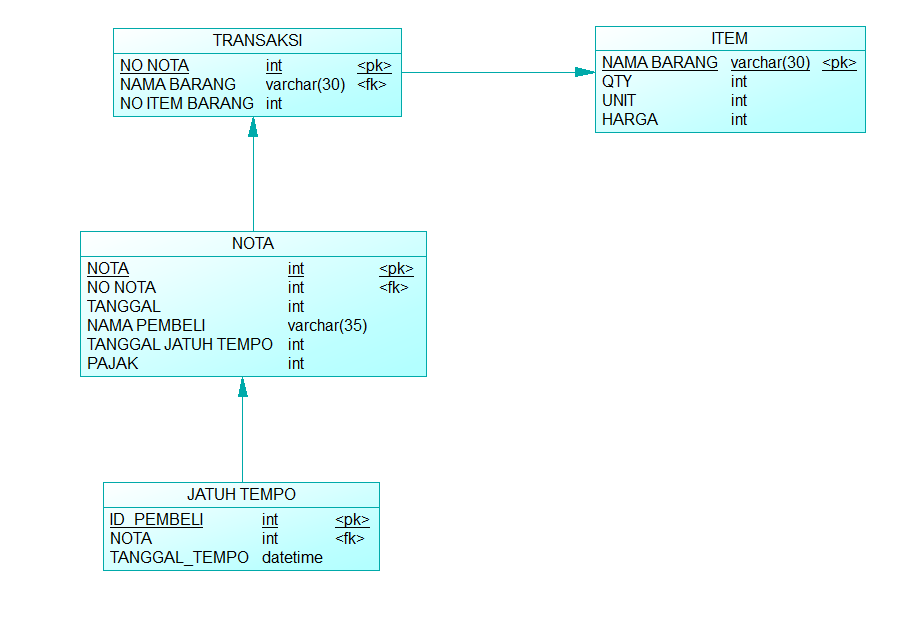 TRANSAKSI
NO NOTA int <pk>
NAMA BARANG varchar(30) <fk>
NO ITEM BARANG int
ITEM
NAMA BARANG varchar(30) <pk>
QTY int
UNIT int
HARGA int
NOTA
NOTA int <pk>
NO NOTA int <fk>
TANGGAL int
NAMA PEMBELI varchar(35)
TANGGAL JATUH TEMPO int
PAJAK int
JATUH TEMPO
ID_PEMBELI int <pk>
NOTA int <fk>
TANGGAL_TEMPO datetime